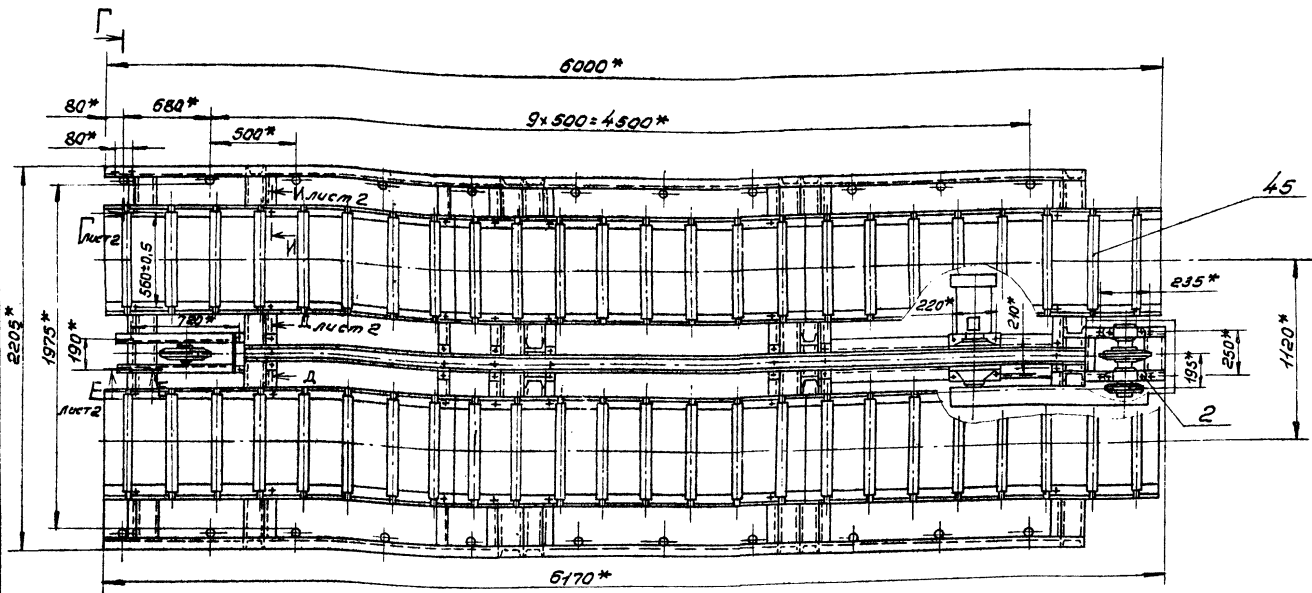 Г
6000*
80*
680*
9×500=4500*
80*
500*
И лист 2
45
Г
лист 2
И
560±0,5
2205*
1975*
190*
780*
Д лист 2
220*
210*
235*
250*
195*
1120*
Е
Е
лист 2
Д
2
6170*